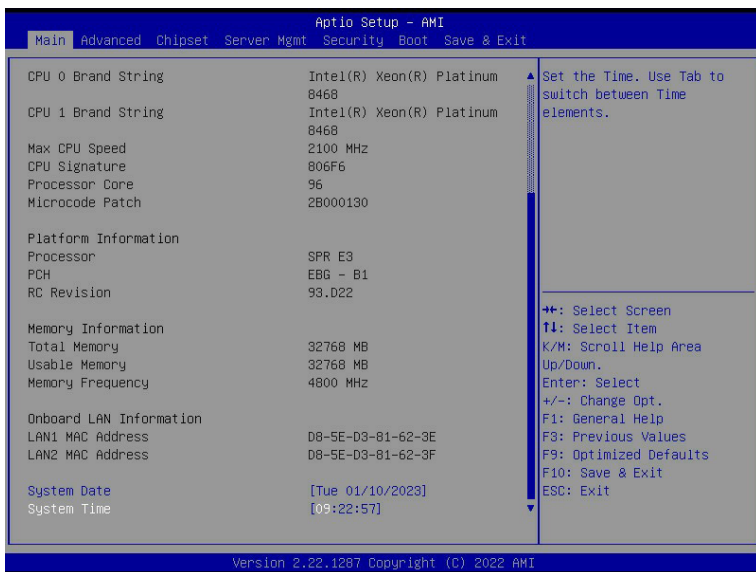 Aptio Setup – AMI
Main Advanced Chipset Server Mgmt Security Boot Save & Exit
CPU 0 Brand String Intel(R) Xeon(R) Platinum 8468
CPU 1 Brand String Intel(R) Xeon(R) Platinum 8468
Max CPU Speed 2100 MHz
CPU Signature 806F6
Processor Core 96
Microcode Patch 2B000130
Platform Information
Processor SPR E3
PCH EBG – B1
RC Revision 93.D22
Memory Information
Total Memory 32768 MB
Usable Memory 32768 MB
Memory Frequency 4800 MHz
Onboard LAN Information
LAN1 MAC Address D8-5E-D3-81-62-3E
LAN2 MAC Address D8-5E-D3-81-62-3F
System Date [Tue 01/10/2023]
System Time [09:22:57]
Set the Time. Use Tab to
switch between Time
elements.
→←: Select Screen
↑↓: Select Item
K/M: Scroll Help Area
Up/Down.
Enter: Select
+/-: Change Opt.
F1: General Help
F3: Previous Values
F9: Optimized Defaults
F10: Save & Exit
ESC: Exit
Version 2.22.1287 Copyright (C) 2022 AMI